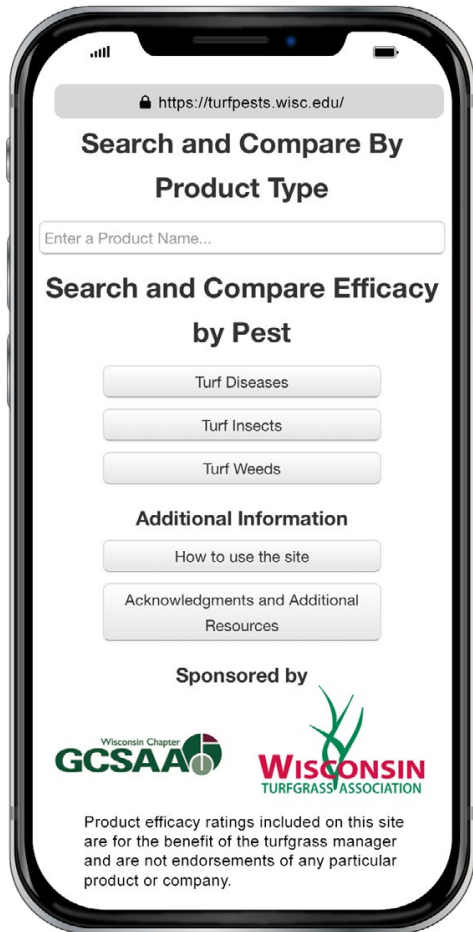 https://turfpests.wisc.edu/
Search and Compare By
Product Type
Enter a Product Name...
Search and Compare Efficacy
by Pest
Turf Diseases
Turf Insects
Turf Weeds
Additional Information
How to use the site
Acknowledgments and Additional
Resources
Sponsored by
Wisconsin Chapter
GCSAA
WISCONSIN
TURFGRASS ASSOCIATION
Product efficacy ratings included on this site
are for the benefit of the turfgrass manager
and are not endorsements of any particular
product or company.